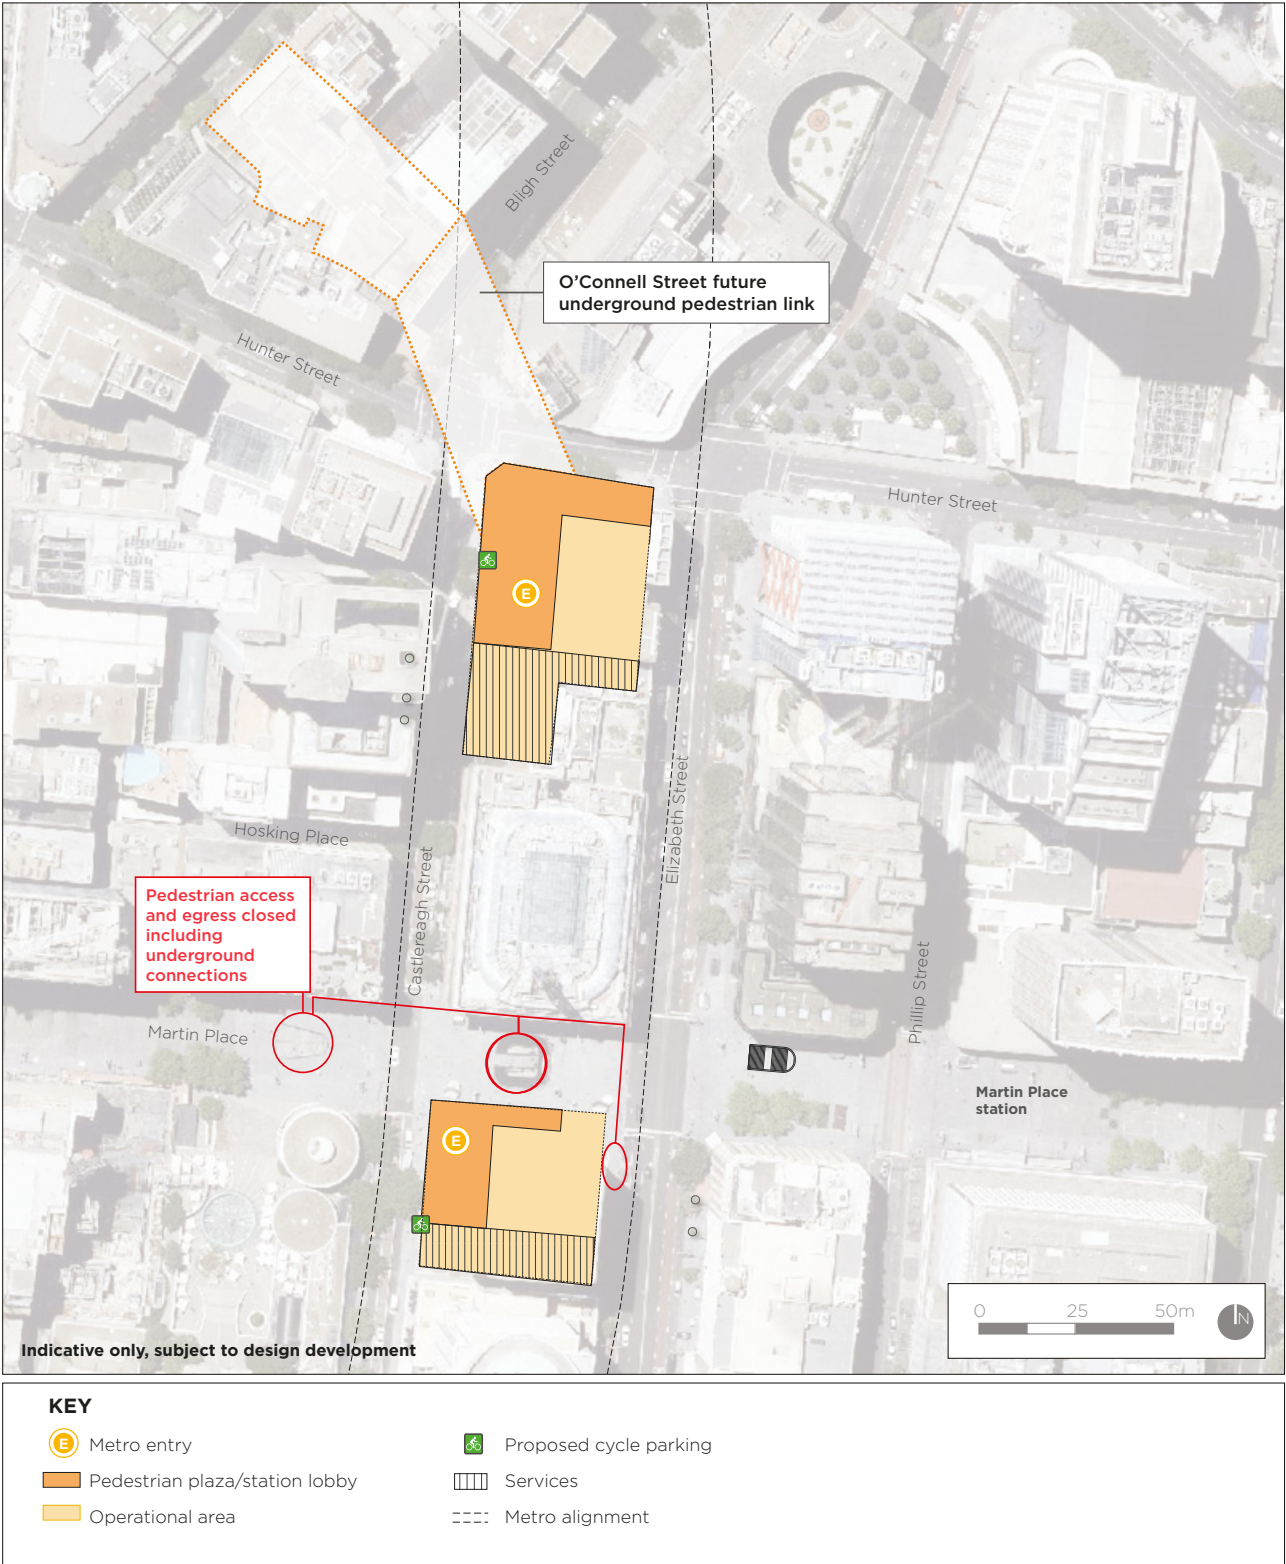 Bligh Street
O'Connell Street future
underground pedestrian link
Hunter Street
Hunter Street
E
Elizabeth Street
Hosking Place
Castlereagh Street
Pedestrian access
and egress closed
including
underground
connections
Phillip Street
Martin Place
Martin Place
station
E
0 25 50m
N
Indicative only, subject to design development
KEY
E Metro entry
Proposed cycle parking
Pedestrian plaza/station lobby
Services
Operational area
Metro alignment